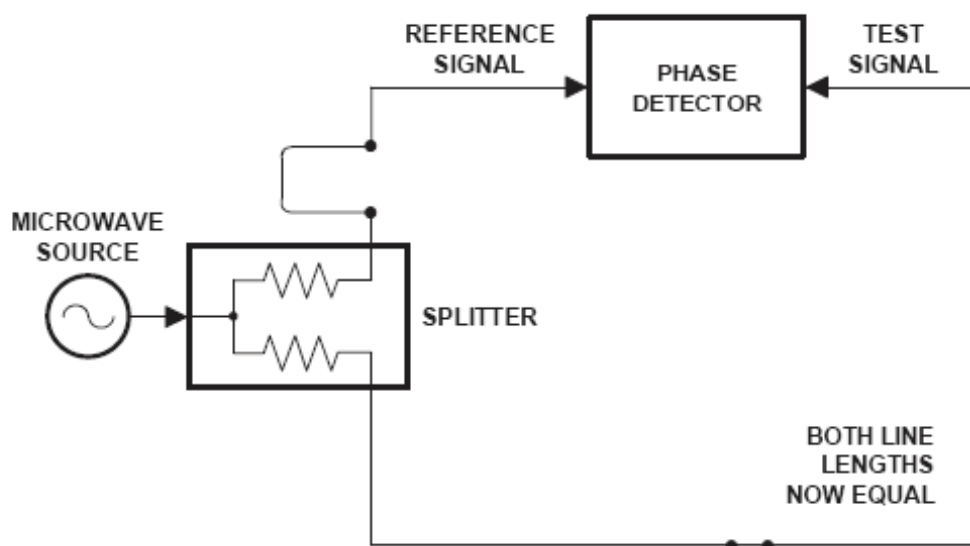 REFERENCE
SIGNAL
PHASE
DETECTOR
TEST
SIGNAL
MICROWAVE
SOURCE
SPLITTER
BOTH LINE
LENGTHS
NOW EQUAL